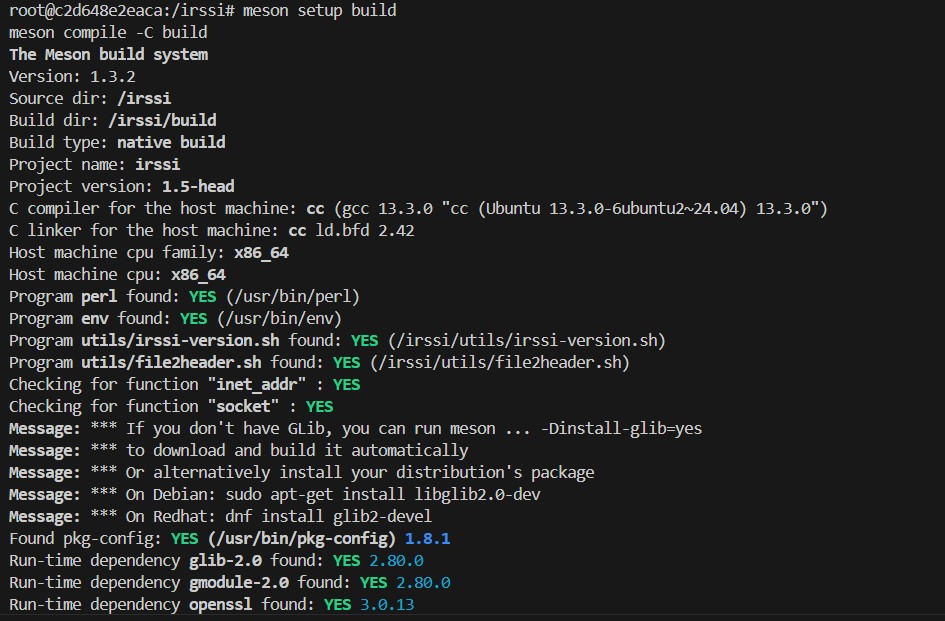 root@c2d648e2eaca:/irssi# meson setup build
meson compile -C build
The Meson build system
Version: 1.3.2
Source dir: /irssi
Build dir: /irssi/build
Build type: native build
Project name: irssi
Project version: 1.5-head
C compiler for the host machine: cc (gcc 13.3.0 "cc (Ubuntu 13.3.0-6ubuntu2~24.04) 13.3.0")
C linker for the host machine: cc ld.bfd 2.42
Host machine cpu family: x86_64
Host machine cpu: x86_64
Program perl found: YES (/usr/bin/perl)
Program env found: YES (/usr/bin/env)
Program utils/irssi-version.sh found: YES (/irssi/utils/irssi-version.sh)
Program utils/file2header.sh found: YES (/irssi/utils/file2header.sh)
Checking for function "inet_addr" : YES
Checking for function "socket" : YES
Message: *** If you don't have GLib, you can run meson ... -Dinstall-glib=yes
Message: *** to download and build it automatically
Message: *** Or alternatively install your distribution's package
Message: *** On Debian: sudo apt-get install libglib2.0-dev
Message: *** On Redhat: dnf install glib2-devel
Found pkg-config: YES (/usr/bin/pkg-config) 1.8.1
Run-time dependency glib-2.0 found: YES 2.80.0
Run-time dependency gmodule-2.0 found: YES 2.80.0
Run-time dependency openssl found: YES 3.0.13